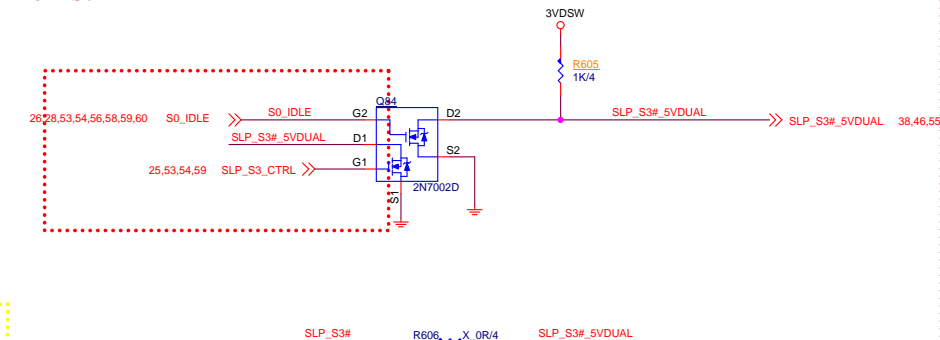 3VDSW
R605
1K/4
Q84
26,28,53,54,56,58,59,60 S0_IDLE S0_IDLE G2 D2 SLP_S3#_5VDUAL SLP_S3#_5VDUAL 38,46,55
SLP_S3#_5VDUAL D1 S2
25,53,54,59 SLP_S3_CTRL G1
2N7002D
S1
SLP_S3# R606 X_0R/4 SLP_S3#_5VDUAL